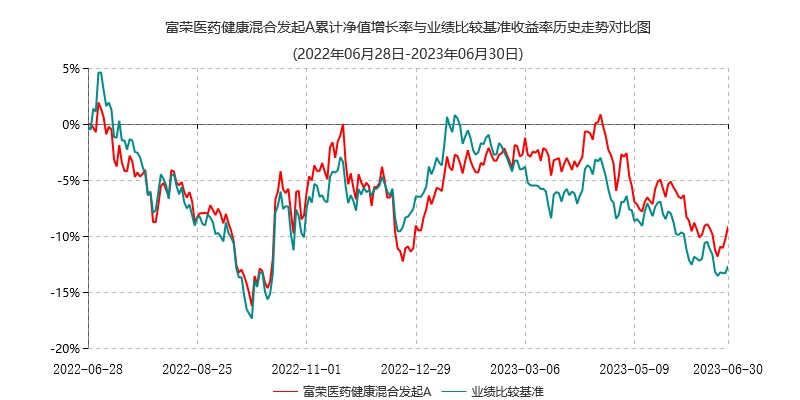 富荣医药健康混合发起A累计净值增长率与业绩比较基准收益率历史走势对比图
(2022年06月28日-2023年06月30日)
5%
0%
-5%
-10%
-15%
-20%
2022-06-28 2022-08-25 2022-11-01 2022-12-29 2023-03-06 2023-05-09 2023-06-30
富荣医药健康混合发起A 业绩比较基准